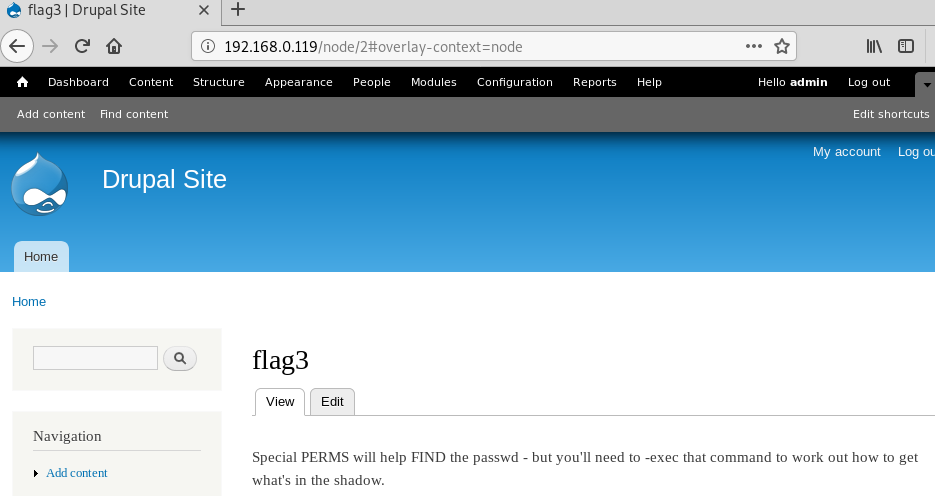 flag3 | Drupal Site
192.168.0.119/node/2#overlay-context=node
Dashboard Content Structure Appearance People Modules Configuration Reports Help Hello admin Log out
Add content Find content Edit shortcuts
My account Log ou
Drupal Site
Home
Home
flag3
View Edit
Navigation
Add content
Special PERMS will help FIND the passwd - but you'll need to -exec that command to work out how to get
what's in the shadow.